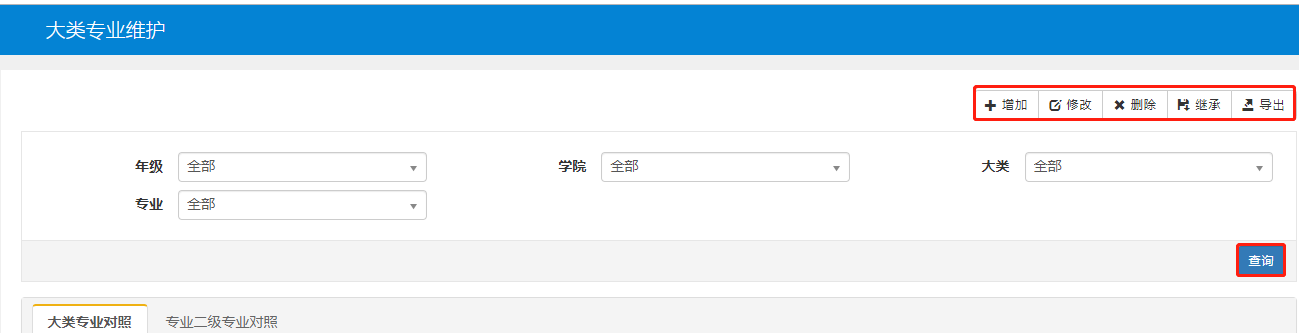 大类专业维护
增加 修改 删除 继承 导出
年级 全部 学院 全部 大类 全部
专业 全部
查询
大类专业对照 专业二级专业对照